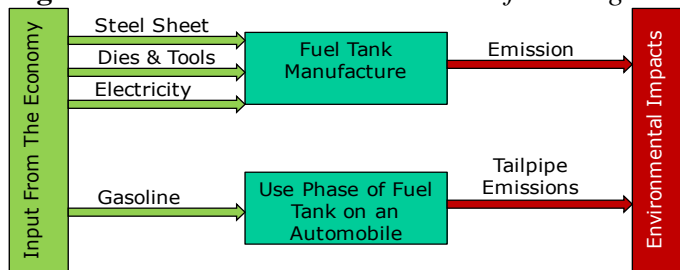 Input From The Economy
Steel Sheet
Dies & Tools
Electricity
Fuel Tank
Manufacture
Emission
Gasoline
Use Phase of Fuel
Tank on an
Automobile
Tailpipe
Emissions
Environmental Impacts